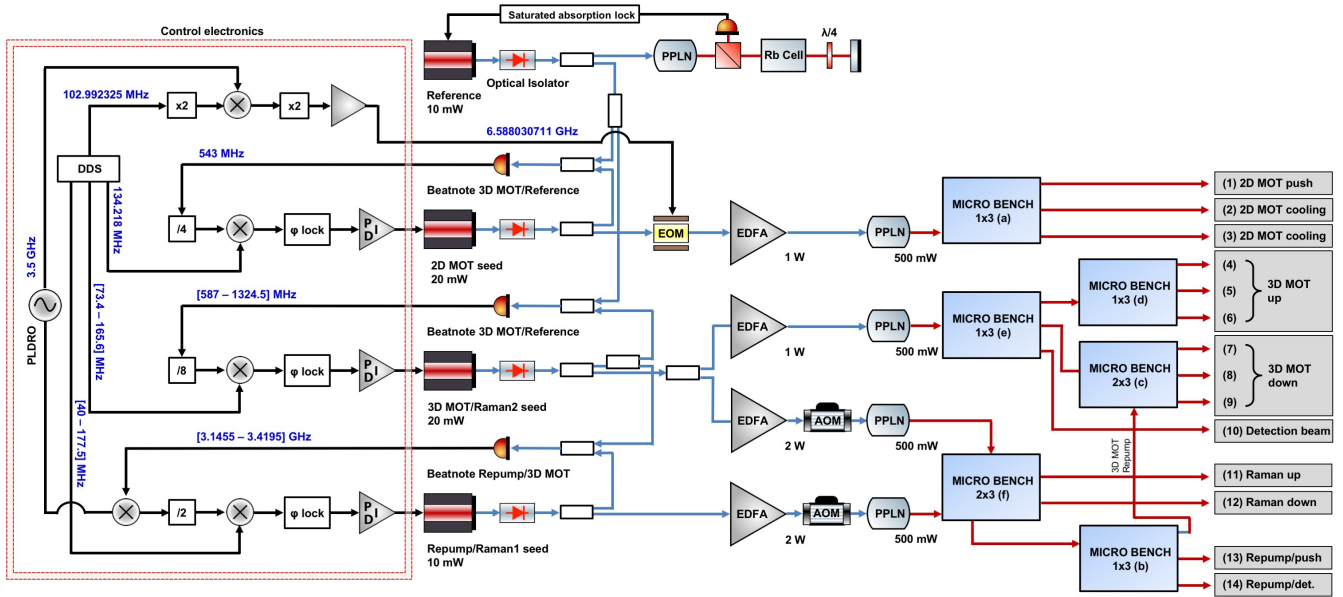 Saturated absorption lock
Control electronics
λ/4
PPLN
Rb Cell
Optical Isolator
Reference
10 mW
102.992325 MHz
x2
x2
6.588030711 GHz
DDS
543 MHz
134.218 MHz
Beatnote 3D MOT/Reference
/4
φ lock
P I
D
EOM
EDFA
1 W
PPLN
500 mW
MICRO BENCH
1x3 (a)
(1) 2D MOT push
(2) 2D MOT cooling
(3) 2D MOT cooling
2D MOT seed
20 mW
3.5 GHz
PLDRO
[73.4 – 165.6] MHz
[587 – 1324.5] MHz
Beatnote 3D MOT/Reference
/8
φ lock
P I
D
3D MOT/Raman2 seed
20 mW
EDFA
1 W
PPLN
500 mW
MICRO BENCH
1x3 (e)
MICRO BENCH
1x3 (d)
(4)
(5)
(6)
3D MOT
up
MICRO BENCH
2x3 (c)
(7)
(8)
(9)
3D MOT
down
(10) Detection beam
EDFA
2 W
AOM
PPLN
500 mW
3D MOT
Repump
[40 – 177.5] MHz
[3.1455 – 3.4195] GHz
Beatnote Repump/3D MOT
/2
φ lock
P I
D
Repump/Raman1 seed
10 mW
EDFA
2 W
AOM
PPLN
500 mW
MICRO BENCH
2x3 (f)
(11) Raman up
(12) Raman down
MICRO BENCH
1x3 (b)
(13) Repump/push
(14) Repump/det.